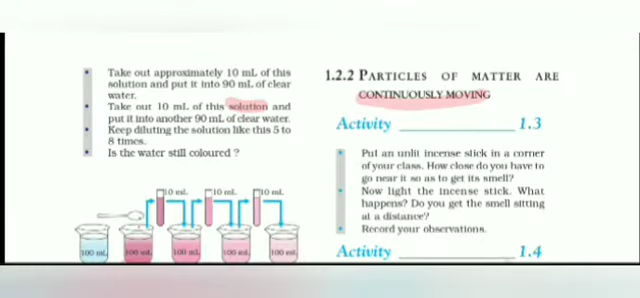 Take out approximately 10 mL of this
solution and put it into 90 mL of clear
water.
Take out 10 mL of this solution and
put it into another 90 mL of clear water.
Keep diluting the solution like this 5 to
8 times.
Is the water still coloured ?
10 mL
10 mL
10 mL
100 mL
100 mL
100 mL
100 mL
100 mL
1.2.2 PARTICLES OF MATTER ARE
CONTINUOUSLY MOVING
Activity ______________ 1.3
Put an unlit incense stick in a corner
of your class. How close do you have to
go near it so as to get its smell?
Now light the incense stick. What
happens? Do you get the smell sitting
at a distance?
Record your observations.
Activity ______________ 1.4